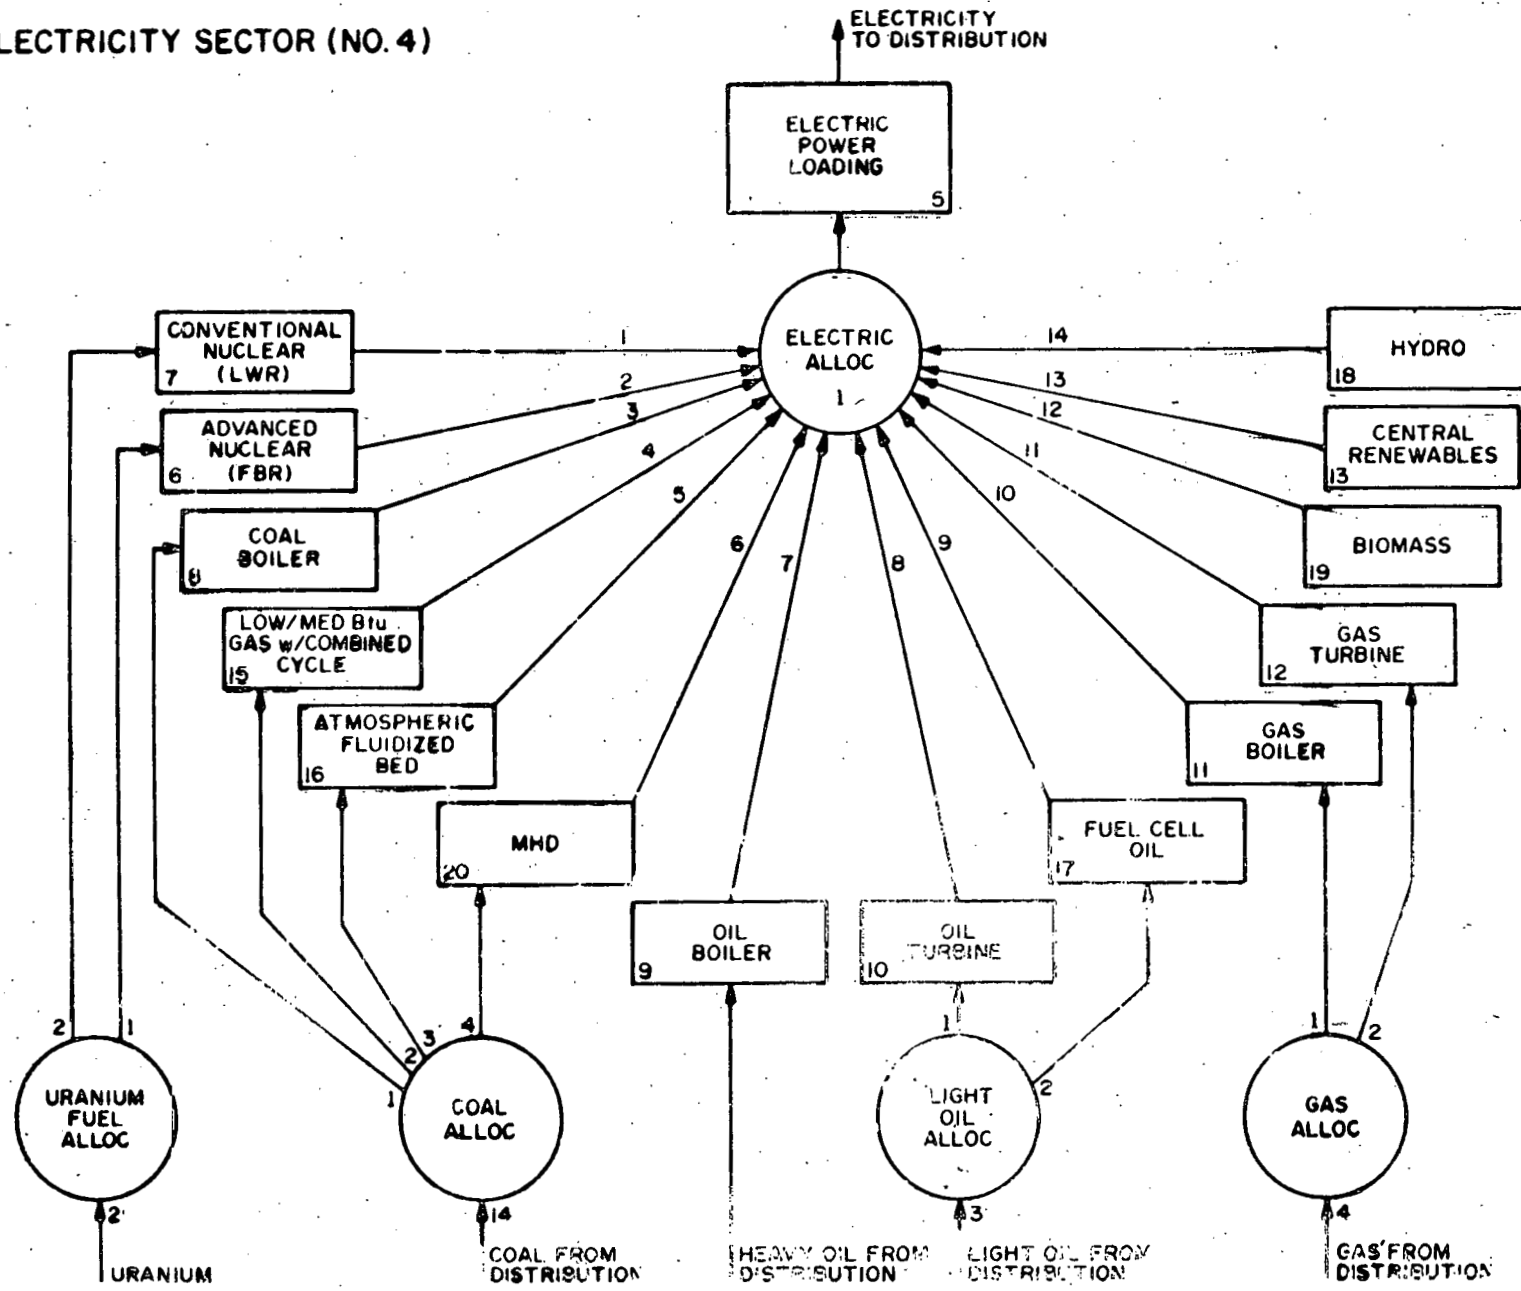 LECTRICITY SECTOR (NO. 4)
ELECTRICITY
TO DISTRIBUTION
ELECTRIC
POWER
LOADING
5
ELECTRIC
ALLOC
1
CONVENTIONAL
NUCLEAR
(LWR)
7
1
14
HYDRO
18
ADVANCED
NUCLEAR
(FBR)
6
2
13
CENTRAL
RENEWABLES
13
COAL
BOILER
8
3
12
BIOMASS
19
LOW/MED Btu
GAS w/COMBINED
CYCLE
15
4
11
GAS
TURBINE
12
ATMOSPHERIC
FLUIDIZED
BED
16
5
10
GAS
BOILER
11
MHD
20
6
9
FUEL CELL
OIL
17
OIL
BOILER
9
7
8
OIL
TURBINE
10
2
1
URANIUM
FUEL
ALLOC
2
URANIUM
1
2
3
4
COAL
ALLOC
14
COAL FROM
DISTRIBUTION
HEAVY OIL FROM
DISTRIBUTION
1
2
LIGHT
OIL
ALLOC
3
LIGHT OIL FROM
DISTRIBUTION
1
2
GAS
ALLOC
4
GAS FROM
DISTRIBUTION